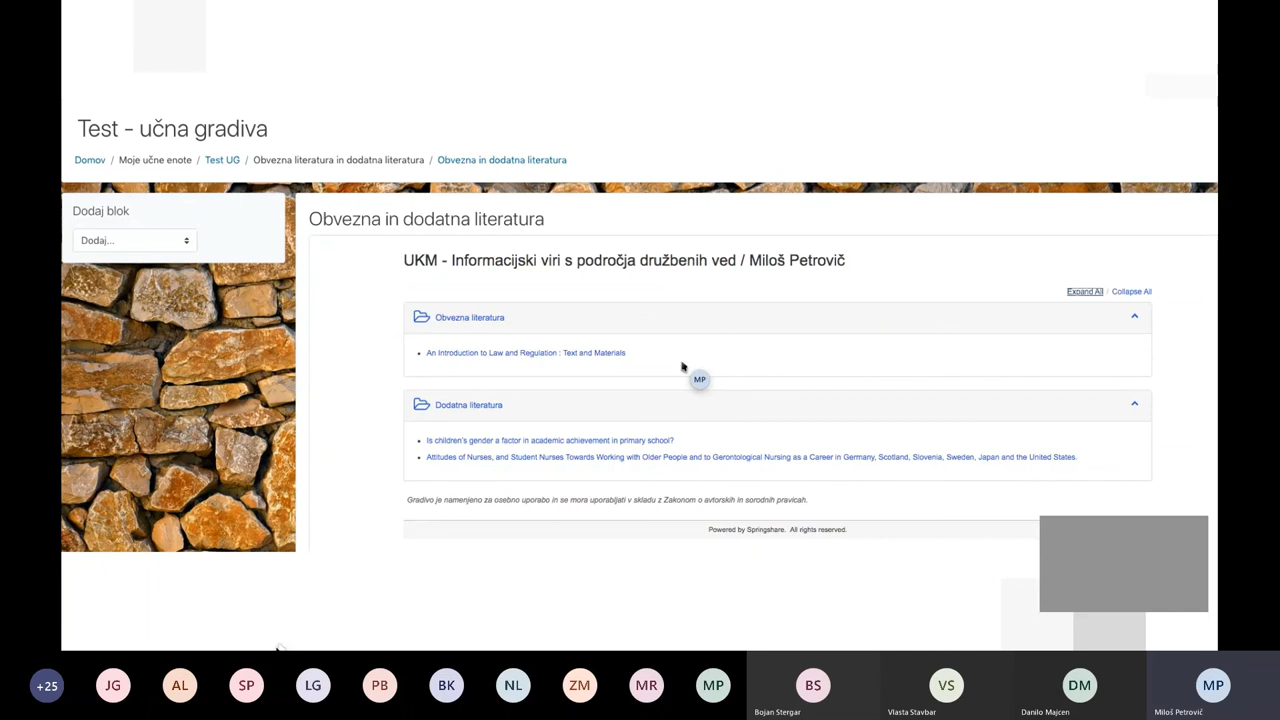 Test - učna gradiva
Domov / Moje učne enote / Test UG / Obvezna literatura in dodatna literatura / Obvezna in dodatna literatura
Dodaj blok
Dodaj...
Obvezna in dodatna literatura
UKM - Informacijski viri s področja družbenih ved / Miloš Petrovič
Expand All / Collapse All
Obvezna literatura
An Introduction to Law and Regulation : Text and Materials
MP
Dodatna literatura
Is children's gender a factor in academic achievement in primary school?
Attitudes of Nurses, and Student Nurses Towards Working with Older People and to Gerontological Nursing as a Career in Germany, Scotland, Slovenia, Sweden, Japan and the United States.
Gradivo je namenjeno za osebno uporabo in se mora uporabljati v skladu z Zakonom o avtorskih in sorodnih pravicah.
Powered by Springshare. All rights reserved.
+25 JG AL SP LG PB BK NL ZM MR MP BS VS DM MP
Bojan Stergar Vlasta Stavbar Danilo Majcen Miloš Petrovič